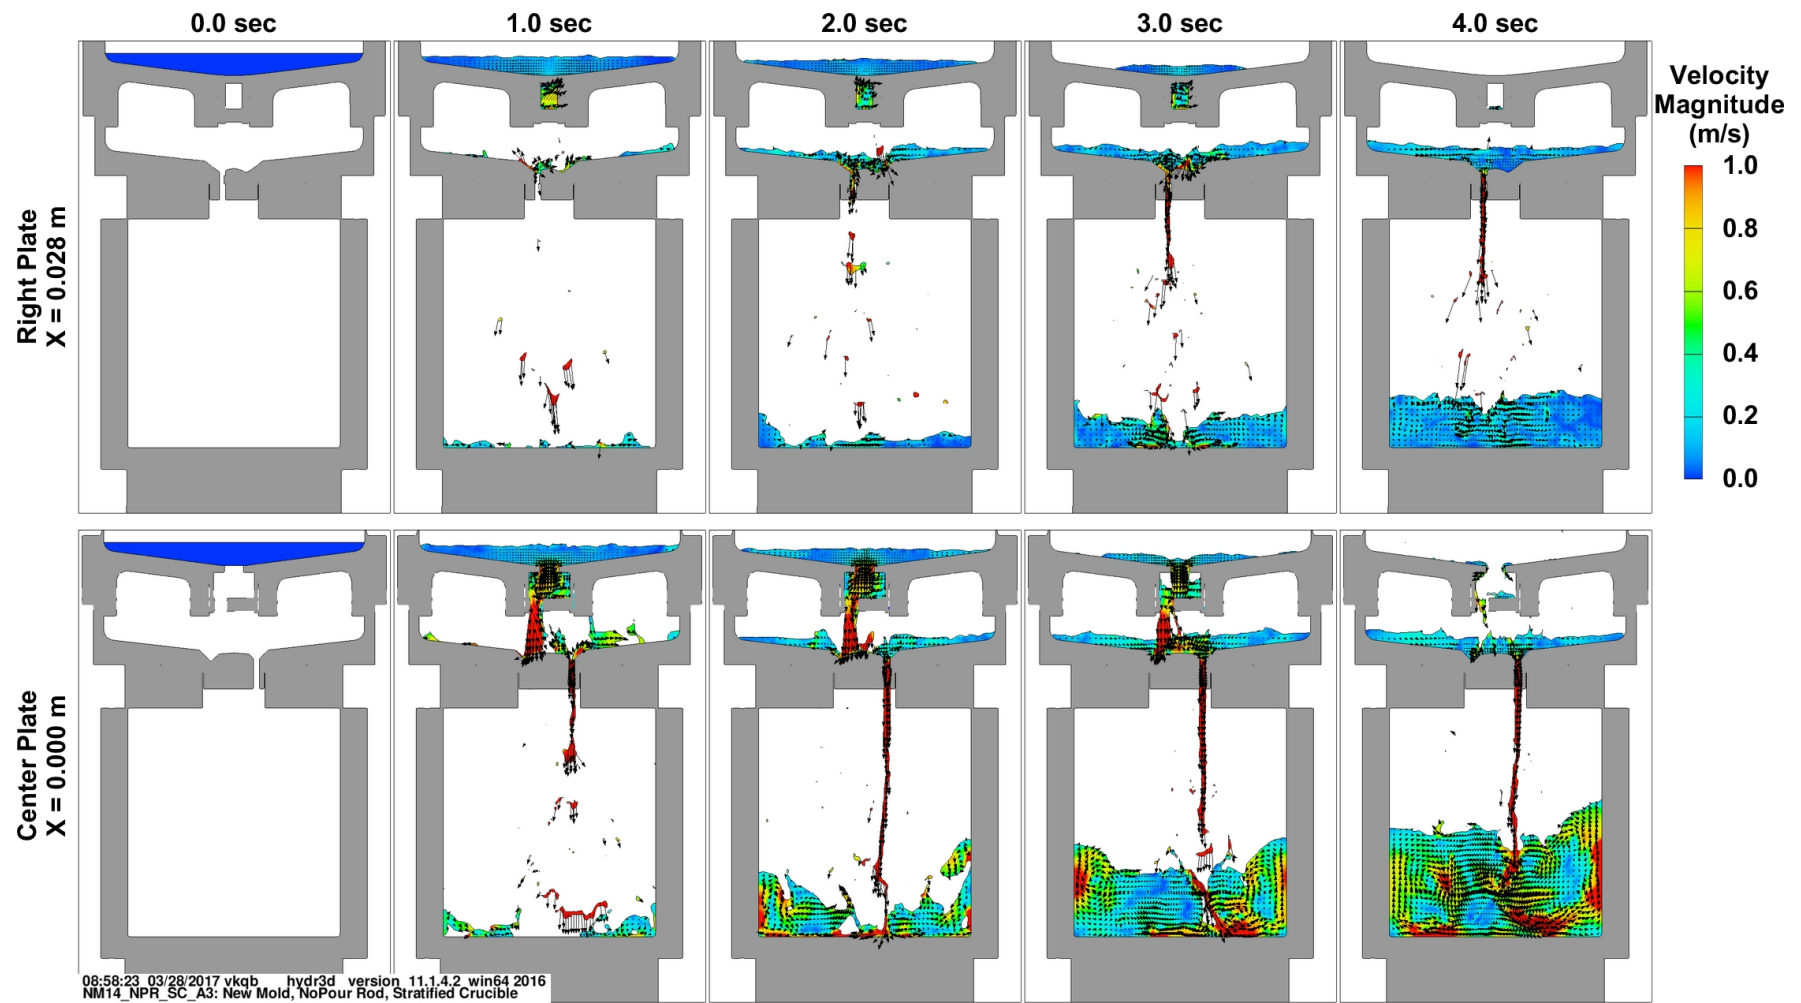 0.0 sec 1.0 sec 2.0 sec 3.0 sec 4.0 sec
Right Plate
X = 0.028 m
Velocity
Magnitude
(m/s)
1.0
0.8
0.6
0.4
0.2
0.0
Center Plate
X = 0.000 m
08:58:23 03/28/2017 vkqb hydr3d version 11.1.4.2 win64 2016
NM14_NPR_SC_A3: New Mold, NoPour Rod, Stratified Crucible